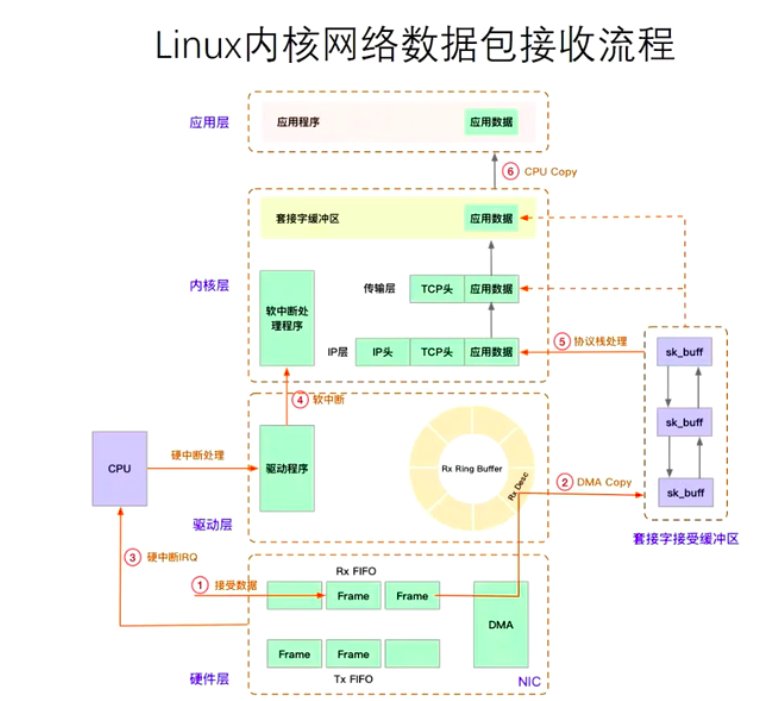 Linux内核网络数据包接收流程
应用层
应用程序
应用数据
⑥ CPU Copy
套接字缓冲区
应用数据
内核层
软中断处
理程序
传输层
TCP头
应用数据
IP层
IP头
TCP头
应用数据
⑤ 协议栈处理
sk_buff
sk_buff
sk_buff
套接字接受缓冲区
④ 软中断
CPU
硬中断处理
驱动程序
Rx Ring Buffer
Rx Desc
② DMA Copy
驱动层
③ 硬中断IRQ
① 接受数据
Rx FIFO
Frame
Frame
DMA
Frame
Frame
Tx FIFO
硬件层
NIC